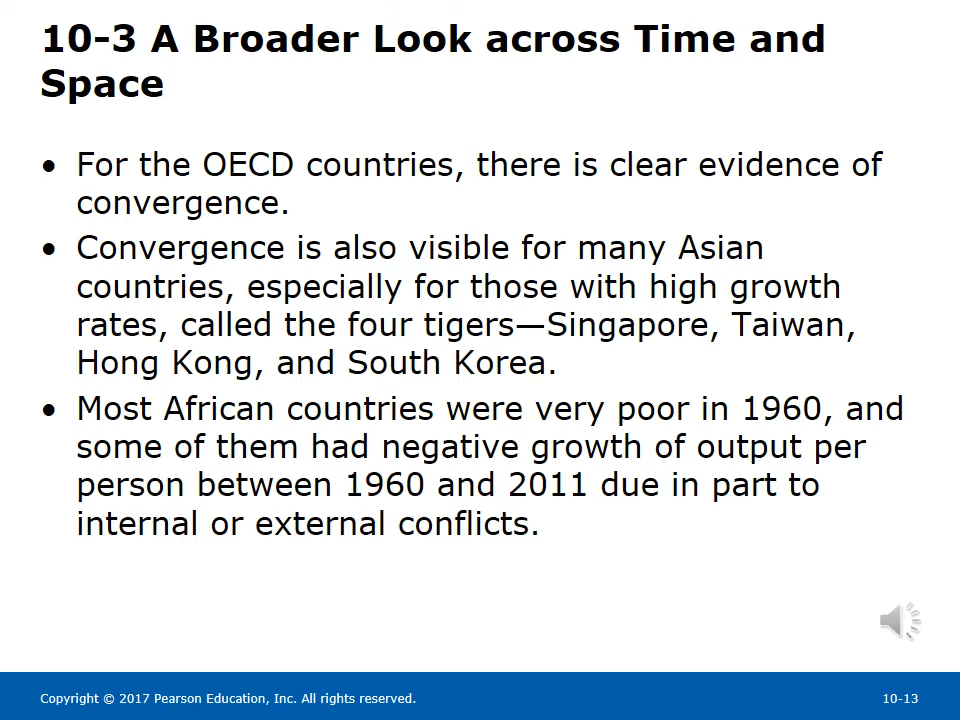 10-3 A Broader Look across Time and
Space
• For the OECD countries, there is clear evidence of
convergence.
• Convergence is also visible for many Asian
countries, especially for those with high growth
rates, called the four tigers—Singapore, Taiwan,
Hong Kong, and South Korea.
• Most African countries were very poor in 1960, and
some of them had negative growth of output per
person between 1960 and 2011 due in part to
internal or external conflicts.
Copyright © 2017 Pearson Education, Inc. All rights reserved.
10-13